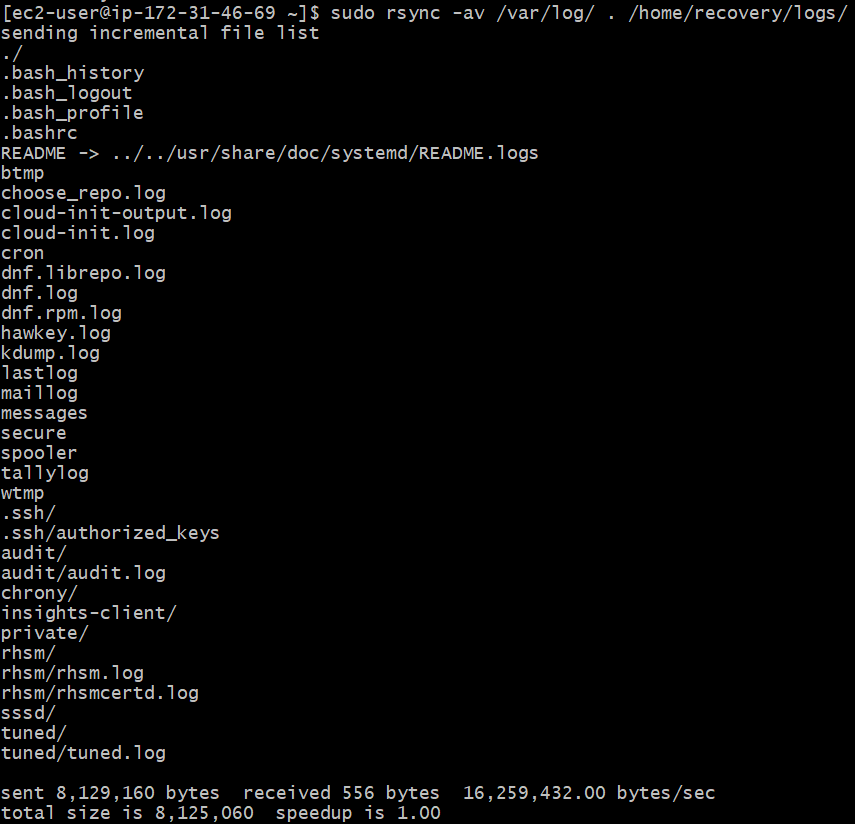 [ec2-user@ip-172-31-46-69 ~]$ sudo rsync -av /var/log/ . /home/recovery/logs/
sending incremental file list
./
.bash_history
.bash_logout
.bash_profile
.bashrc
README -> ../../usr/share/doc/systemd/README.logs
btmp
choose_repo.log
cloud-init-output.log
cloud-init.log
cron
dnf.librepo.log
dnf.log
dnf.rpm.log
hawkey.log
kdump.log
lastlog
maillog
messages
secure
spooler
tallylog
wtmp
.ssh/
.ssh/authorized_keys
audit/
audit/audit.log
chrony/
insights-client/
private/
rhsm/
rhsm/rhsm.log
rhsm/rhsmcertd.log
sssd/
tuned/
tuned/tuned.log

sent 8,129,160 bytes  received 556 bytes  16,259,432.00 bytes/sec
total size is 8,125,060  speedup is 1.00